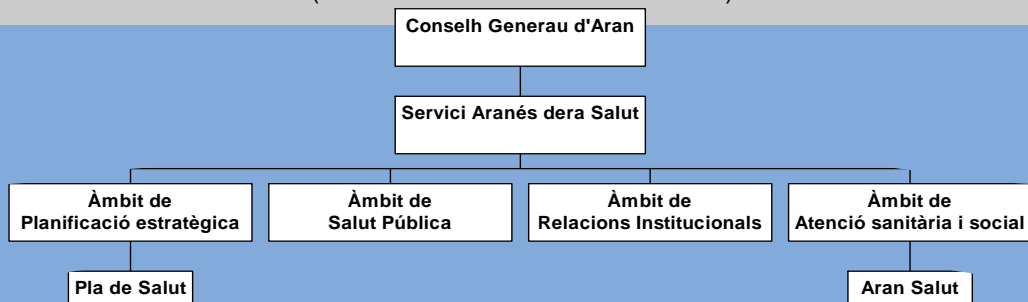 Conselh Generau d'Aran
Servici Aranés dera Salut
Àmbit de
Planificació estratègica
Àmbit de
Salut Pública
Àmbit de
Relacions Institucionals
Àmbit de
Atenció sanitària i social
Pla de Salut
Aran Salut